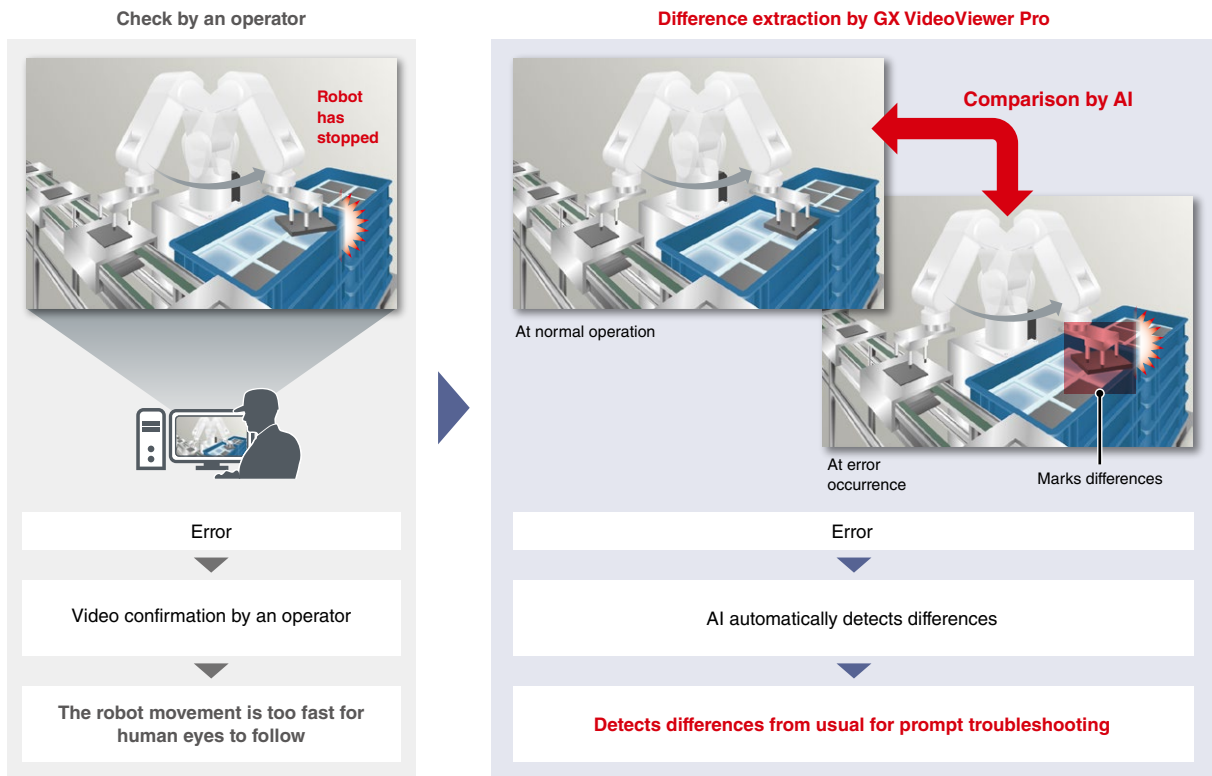 Check by an operator
Robot
has
stopped
Error
Video confirmation by an operator
The robot movement is too fast for
human eyes to follow
Difference extraction by GX VideoViewer Pro
Comparison by AI
At normal operation
At error
occurrence
Marks differences
Error
AI automatically detects differences
Detects differences from usual for prompt troubleshooting